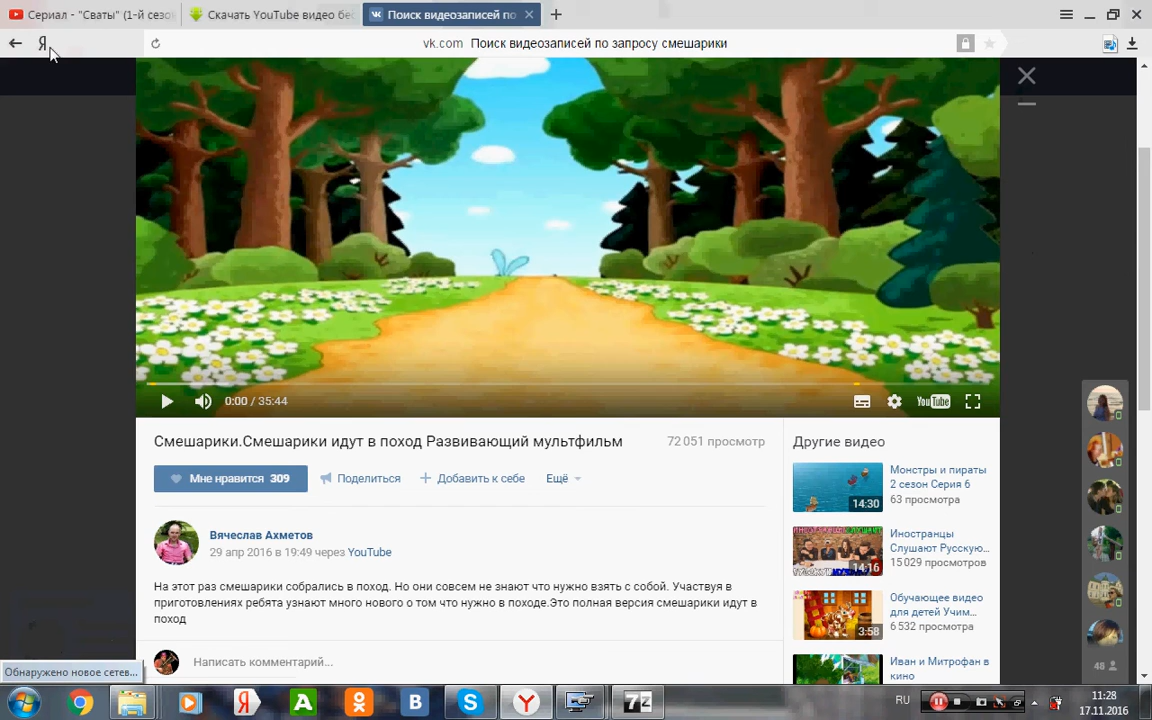 Сериал - "Сваты" (1-й сезо
Скачать YouTube видео бес
Поиск видеозаписей по
Я
vk.com Поиск видеозаписей по запросу смешарики
0:00 / 35:44
YouTube
Смешарики.Смешарики идут в поход Развивающий мультфильм
72 051 просмотр
Мне нравится 309
Поделиться
Добавить к себе
Ещё
Вячеслав Ахметов
29 апр 2016 в 19:49 через YouTube
На этот раз смешарики собрались в поход. Но они совсем не знают что нужно взять с собой. Участвуя в
приготовлениях ребята узнают много нового о том что нужно в походе.Это полная версия смешарики идут в
поход
Написать комментарий...
Другие видео
14:30
Монстры и пираты
2 сезон Серия 6
63 просмотра
14:16
Иностранцы
Слушают Русскую...
15 029 просмотров
3:58
Обучающее видео
для детей Учим...
6 532 просмотра
Иван и Митрофан в
кино
48
Обнаружено новое сетев...
RU
11:28
17.11.2016